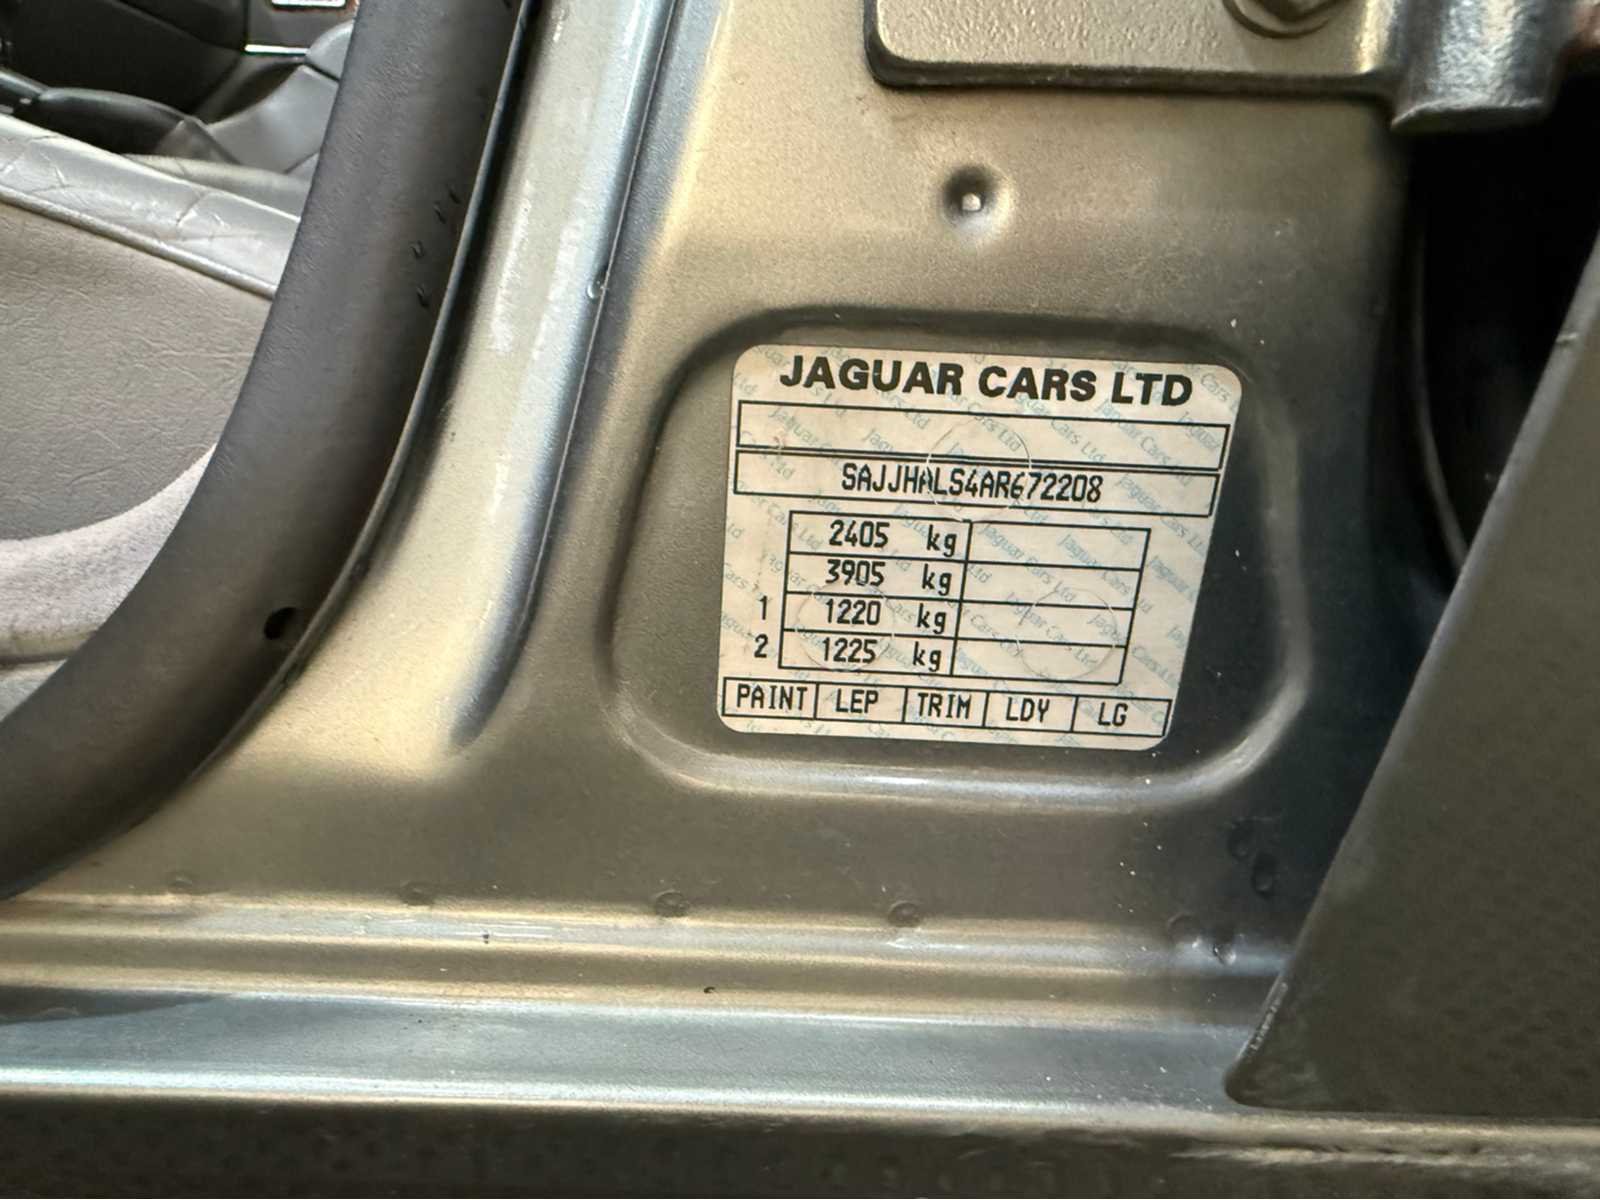 JAGUAR CARS LTD
SAJJHALS4AR672208
2405 kg
3905 kg
1 1220 kg
2 1225 kg
PAINT LEP TRIM LDY LG